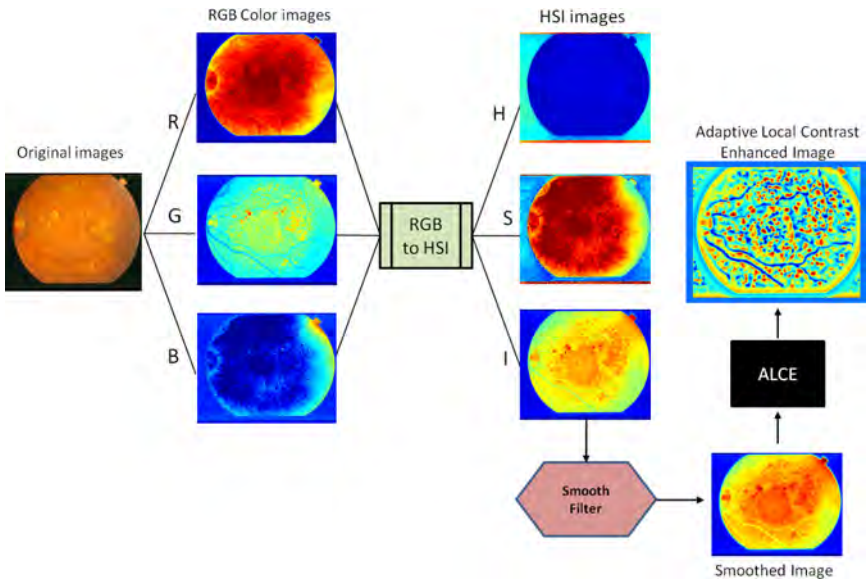 RGB Color images
HSI images
R
H
Adaptive Local Contrast
Enhanced Image
Original images
G
RGB
to HSI
S
B
I
ALCE
Smooth
Filter
Smoothed Image